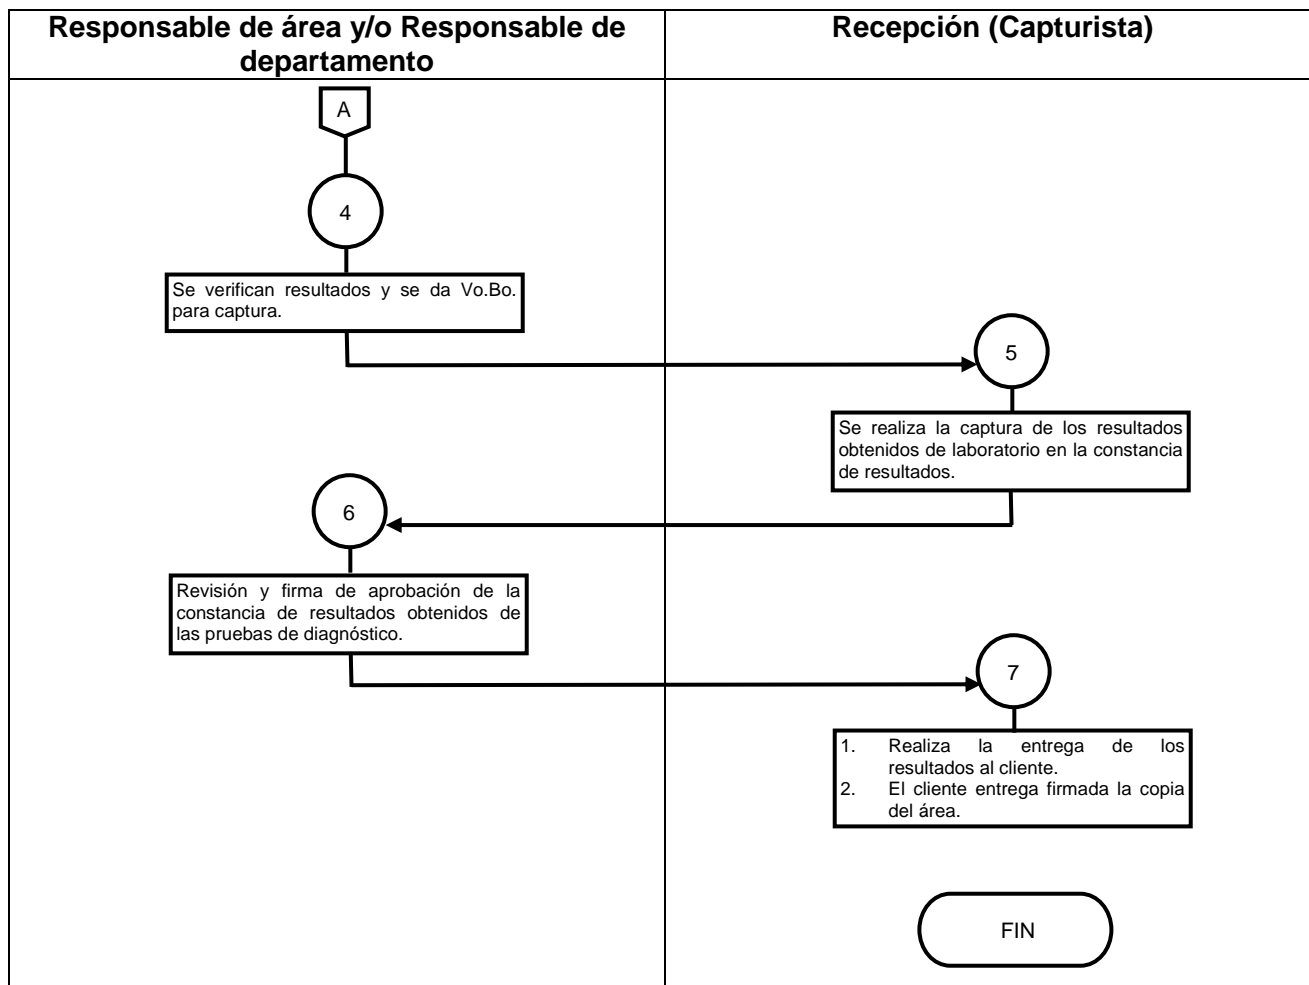 Responsable de área y/o Responsable de
departamento
Recepción (Capturista)
A
4
Se verifican resultados y se da Vo.Bo.
para captura.
5
Se realiza la captura de los resultados
obtenidos de laboratorio en la constancia
de resultados.
6
Revisión y firma de aprobación de la
constancia de resultados obtenidos de
las pruebas de diagnóstico.
7
1. Realiza la entrega de los
resultados al cliente.
2. El cliente entrega firmada la copia
del área.
FIN